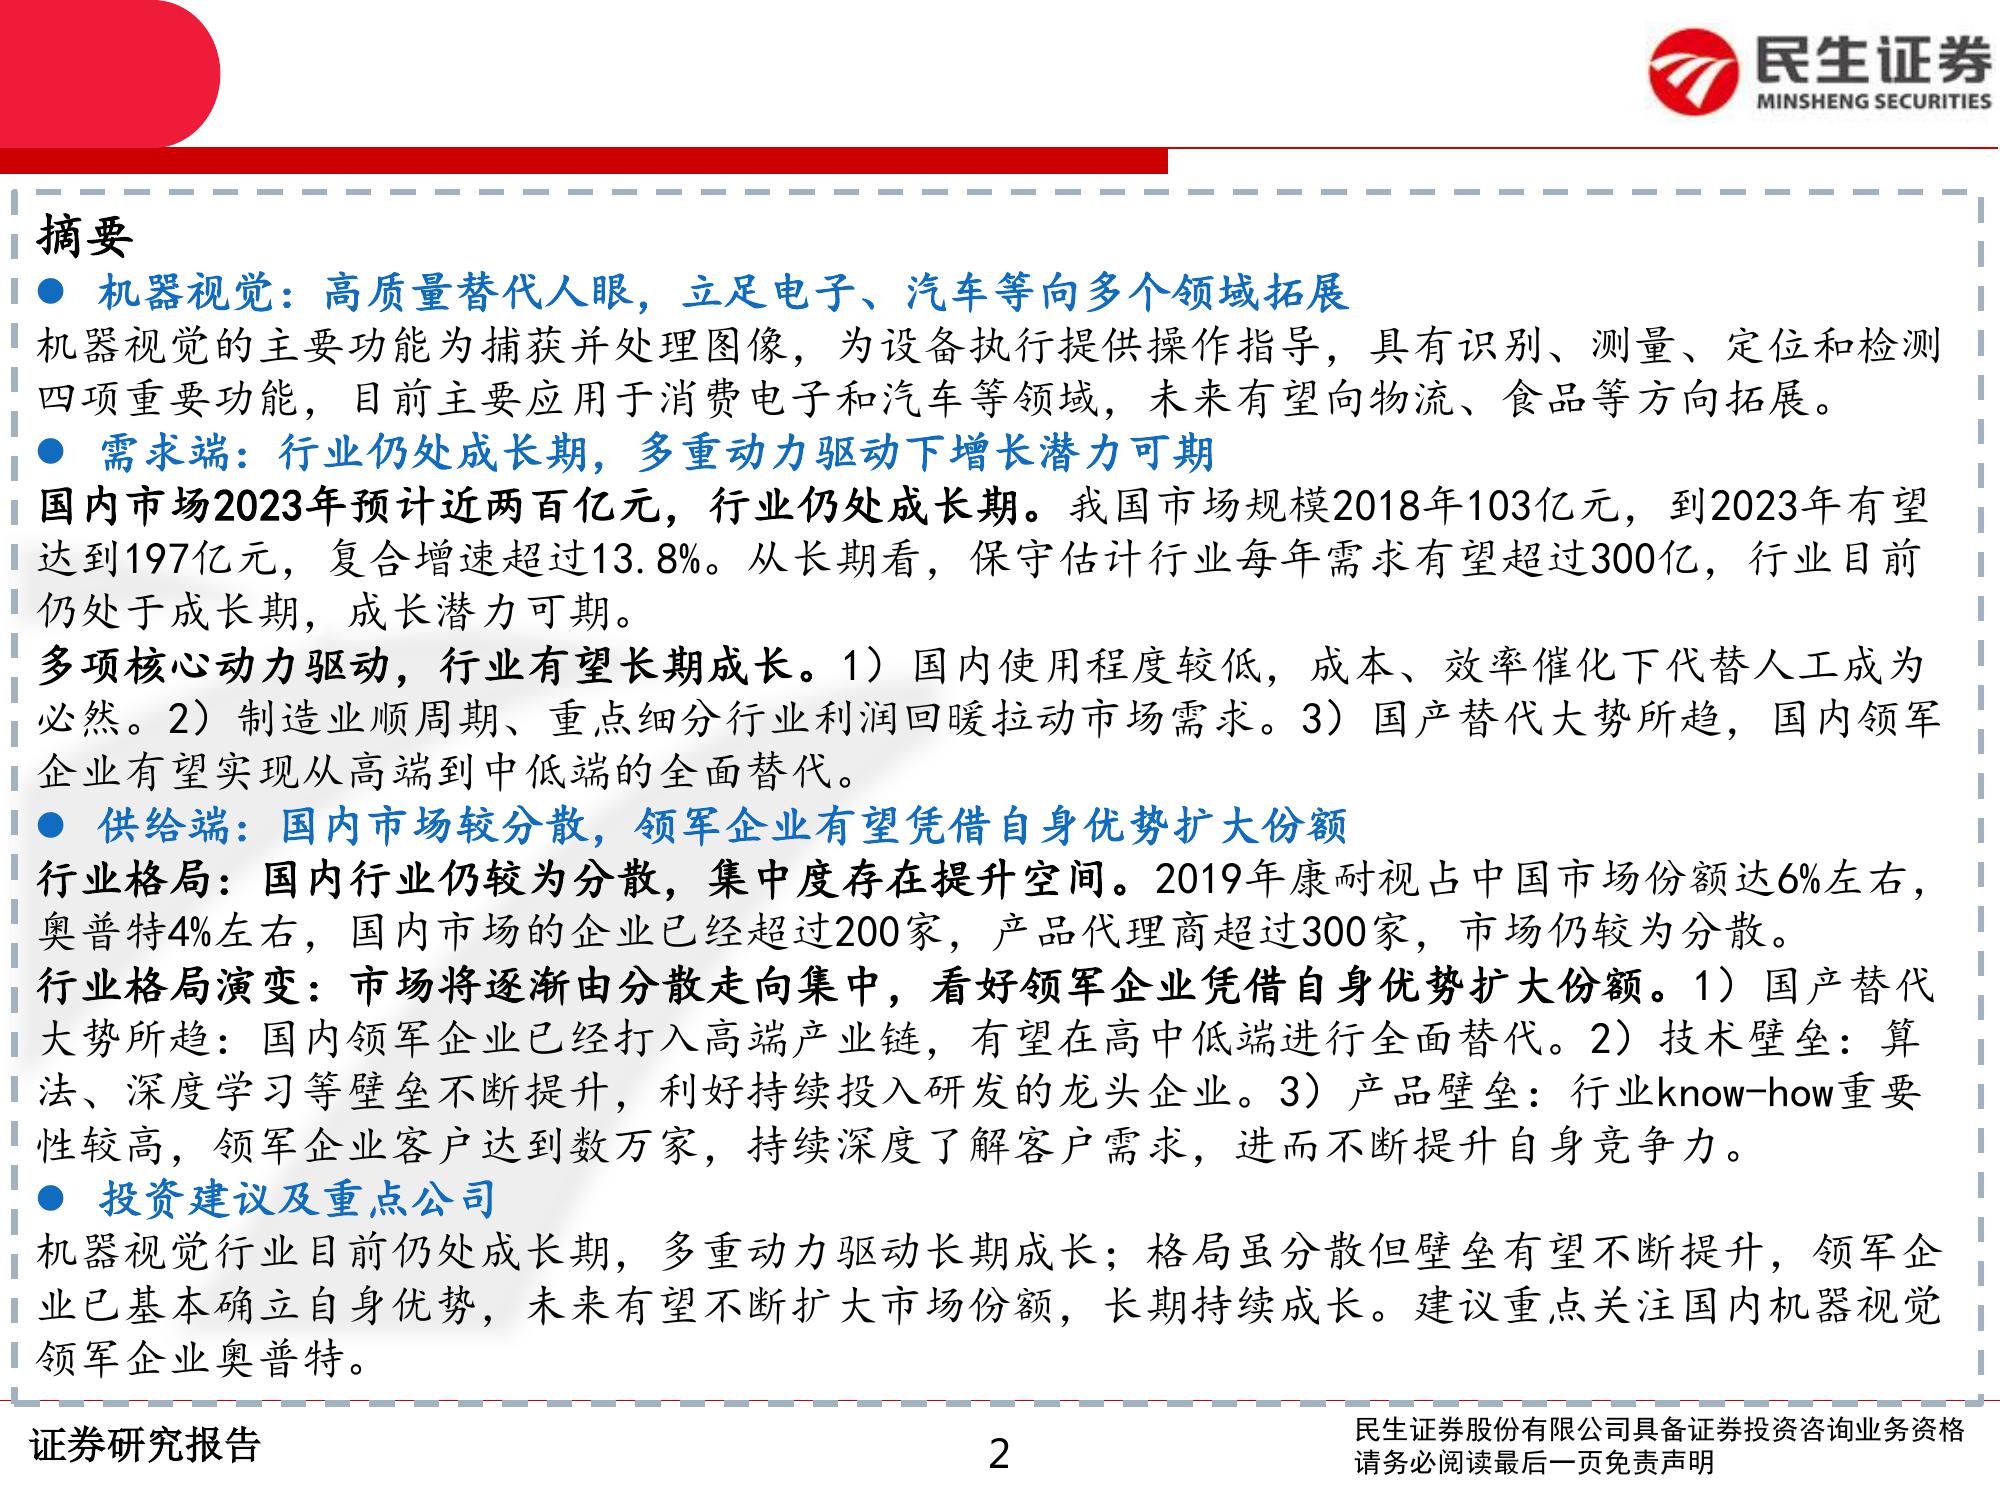 民生证券
MINSHENG SECURITIES
摘要
● 机器视觉：高质量替代人眼，立足电子、汽车等向多个领域拓展
机器视觉的主要功能为捕获并处理图像，为设备执行提供操作指导，具有识别、测量、定位和检测
四项重要功能，目前主要应用于消费电子和汽车等领域，未来有望向物流、食品等方向拓展。
● 需求端：行业仍处成长期，多重动力驱动下增长潜力可期
国内市场2023年预计近两百亿元，行业仍处成长期。我国市场规模2018年103亿元，到2023年有望
达到197亿元，复合增速超过13.8%。从长期看，保守估计行业每年需求有望超过300亿，行业目前
仍处于成长期，成长潜力可期。
多项核心动力驱动，行业有望长期成长。1）国内使用程度较低，成本、效率催化下代替人工成为
必然。2）制造业顺周期、重点细分行业利润回暖拉动市场需求。3）国产替代大势所趋，国内领军
企业有望实现从高端到中低端的全面替代。
● 供给端：国内市场较分散，领军企业有望凭借自身优势扩大份额
行业格局：国内行业仍较为分散，集中度存在提升空间。2019年康耐视占中国市场份额达6%左右，
奥普特4%左右，国内市场的企业已经超过200家，产品代理商超过300家，市场仍较为分散。
行业格局演变：市场将逐渐由分散走向集中，看好领军企业凭借自身优势扩大份额。1）国产替代
大势所趋：国内领军企业已经打入高端产业链，有望在高中低端进行全面替代。2）技术壁垒：算
法、深度学习等壁垒不断提升，利好持续投入研发的龙头企业。3）产品壁垒：行业know-how重要
性较高，领军企业客户达到数万家，持续深度了解客户需求，进而不断提升自身竞争力。
● 投资建议及重点公司
机器视觉行业目前仍处成长期，多重动力驱动长期成长；格局虽分散但壁垒有望不断提升，领军企
业已基本确立自身优势，未来有望不断扩大市场份额，长期持续成长。建议重点关注国内机器视觉
领军企业奥普特。
证券研究报告
2
民生证券股份有限公司具备证券投资咨询业务资格
请务必阅读最后一页免责声明